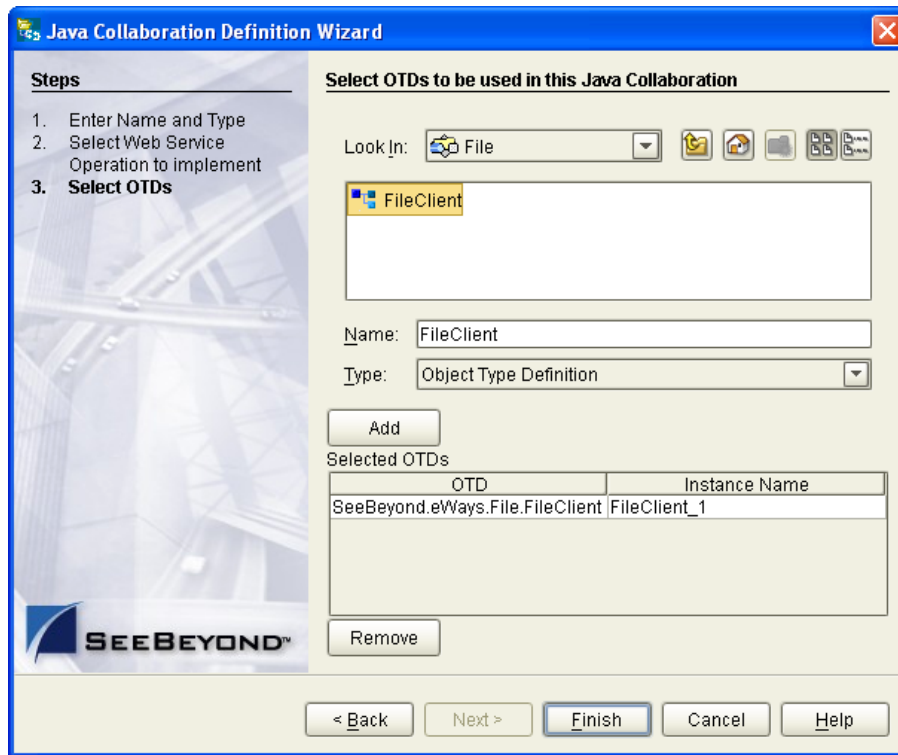 Java Collaboration Definition Wizard
Steps
1. Enter Name and Type
2. Select Web Service
Operation to implement
3. Select OTDs
Select OTDs to be used in this Java Collaboration
Look In: File
FileClient
Name: FileClient
Type: Object Type Definition
Add
Selected OTDs
OTD Instance Name
SeeBeyond.eWays.File.FileClient FileClient_1
Remove
SEEBEYOND™
< Back Next > Finish Cancel Help